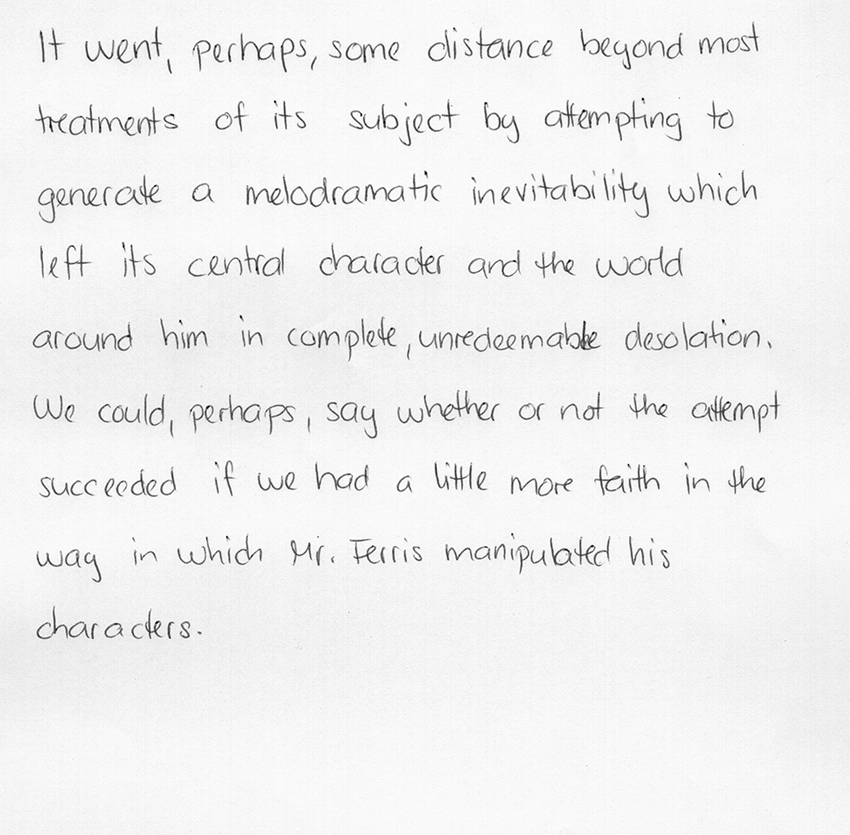 It went, perhaps, some distance beyond most
treatments of its subject by attempting to
generate a melodramatic inevitability which
left its central character and the world
around him in complete, unredeemable desolation.
We could, perhaps, say whether or not the attempt
succeeded if we had a little more faith in the
way in which Mr. Ferris manipulated his
characters.